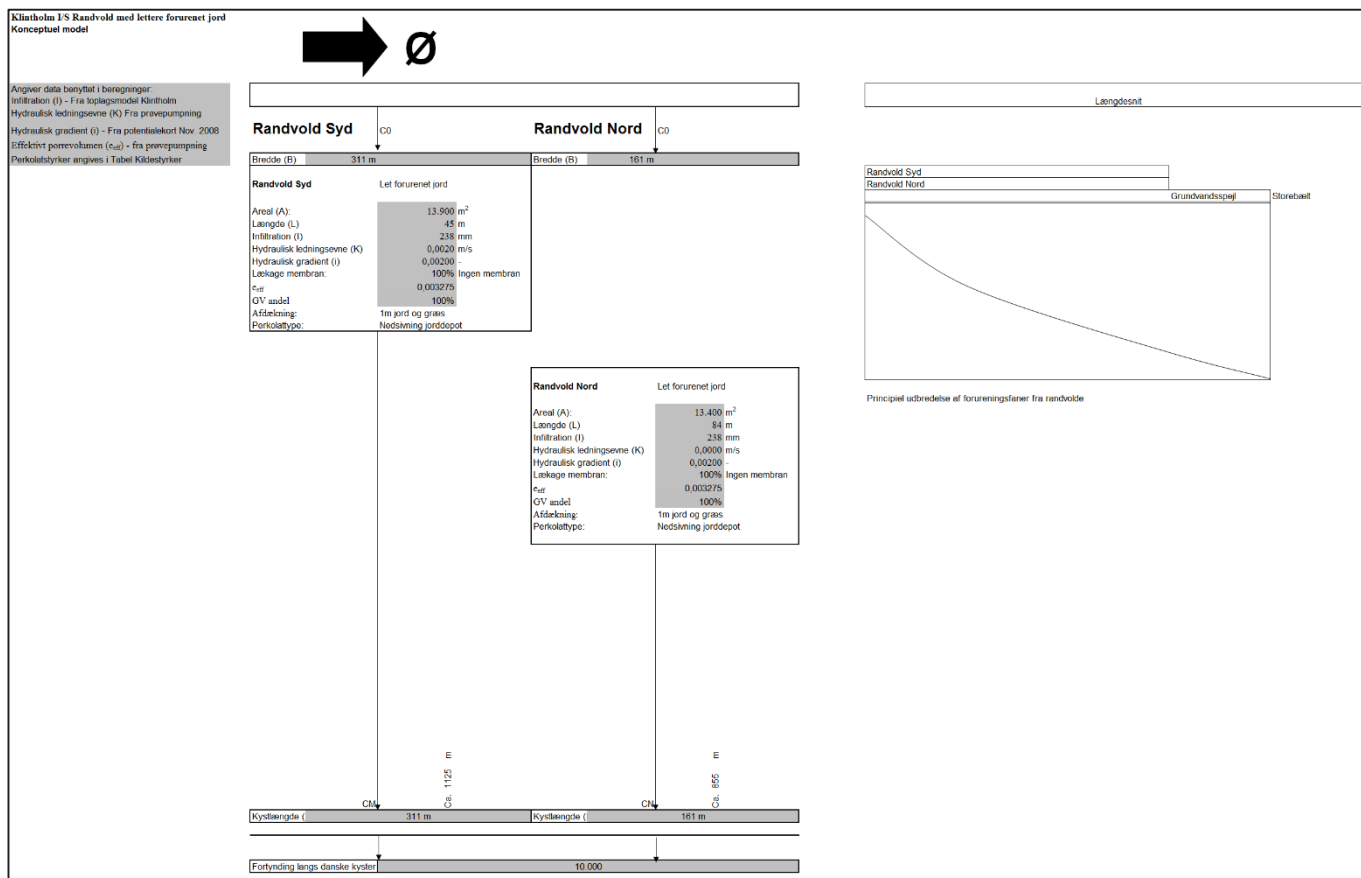 Klintholm I/S Randvold med lettere forurenet jord
Konceptuel model
Ø
Angiver data benyttet i beregninger:
Infiltration (I) - Fra toplagsmodel Klintholm
Hydraulisk ledningsevne (K) Fra prøvepumpning
Hydraulisk gradient (i) - Fra potentialekort Nov. 2008
Effektivt porrevolumen (eeff) - fra prøvepumpning
Perkolatstyrker angives i Tabel Kildestyrker
Længdesnit
Randvold Syd C0 Randvold Nord C0
Bredde (B) 311 m Bredde (B) 161 m
Randvold Syd Let forurenet jord
Areal (A): 13.900 m2
Længde (L) 45 m
Infiltration (I) 238 mm
Hydraulisk ledningsevne (K) 0,0020 m/s
Hydraulisk gradient (i) 0,00200 -
Lækage membran: 100% Ingen membran
eeff 0,003275
GV andel 100%
Afdækning: 1m jord og græs
Perkolattype: Nedsivning jorddepot
Randvold Syd
Randvold Nord
Grundvandsspejl Storebælt
Principiel udbredelse af forureningsfaner fra randvolde
Randvold Nord Let forurenet jord
Areal (A): 13.400 m2
Længde (L) 84 m
Infiltration (I) 238 mm
Hydraulisk ledningsevne (K) 0,0000 m/s
Hydraulisk gradient (i) 0,00200 -
Lækage membran: 100% Ingen membran
eeff 0,003275
GV andel 100%
Afdækning: 1m jord og græs
Perkolattype: Nedsivning jorddepot
Ca. 1125 m
Ca. 855 m
CM CN
Kystlængde ( 311 m Kystlængde ( 161 m
Fortynding langs danske kyster 10.000